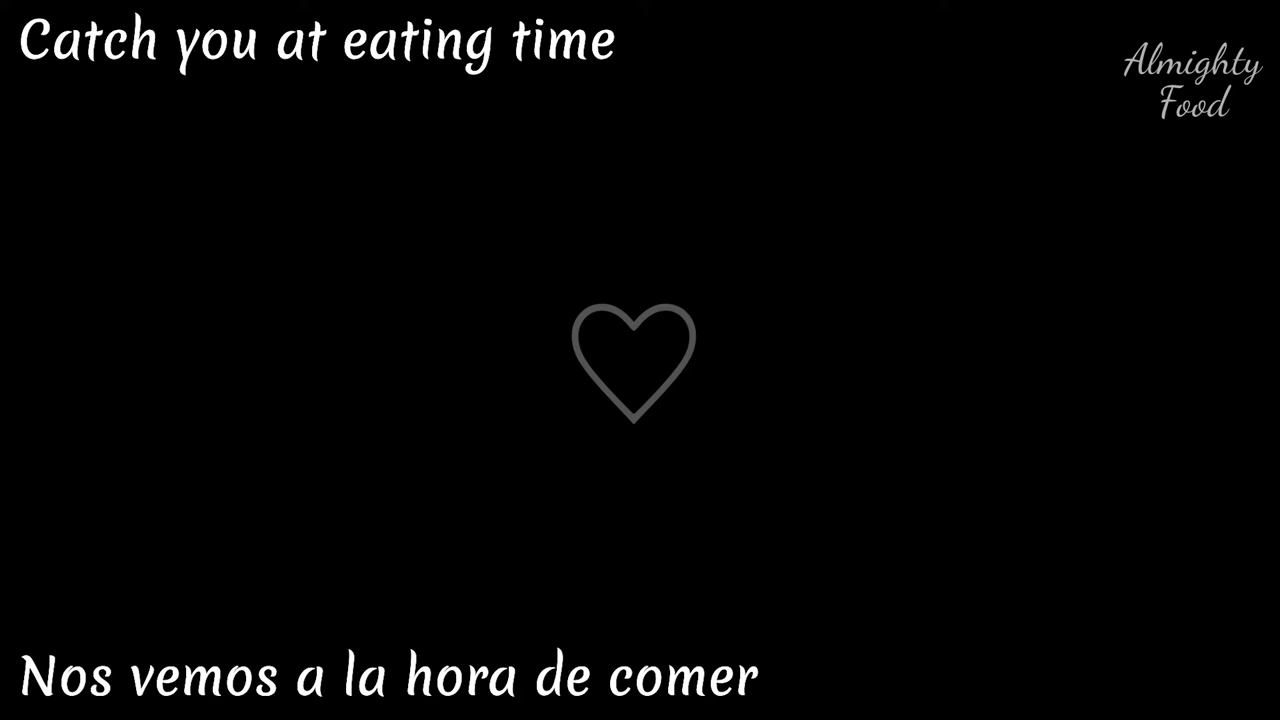 Catch you at eating time
Almighty
Food
Nos vemos a la hora de comer